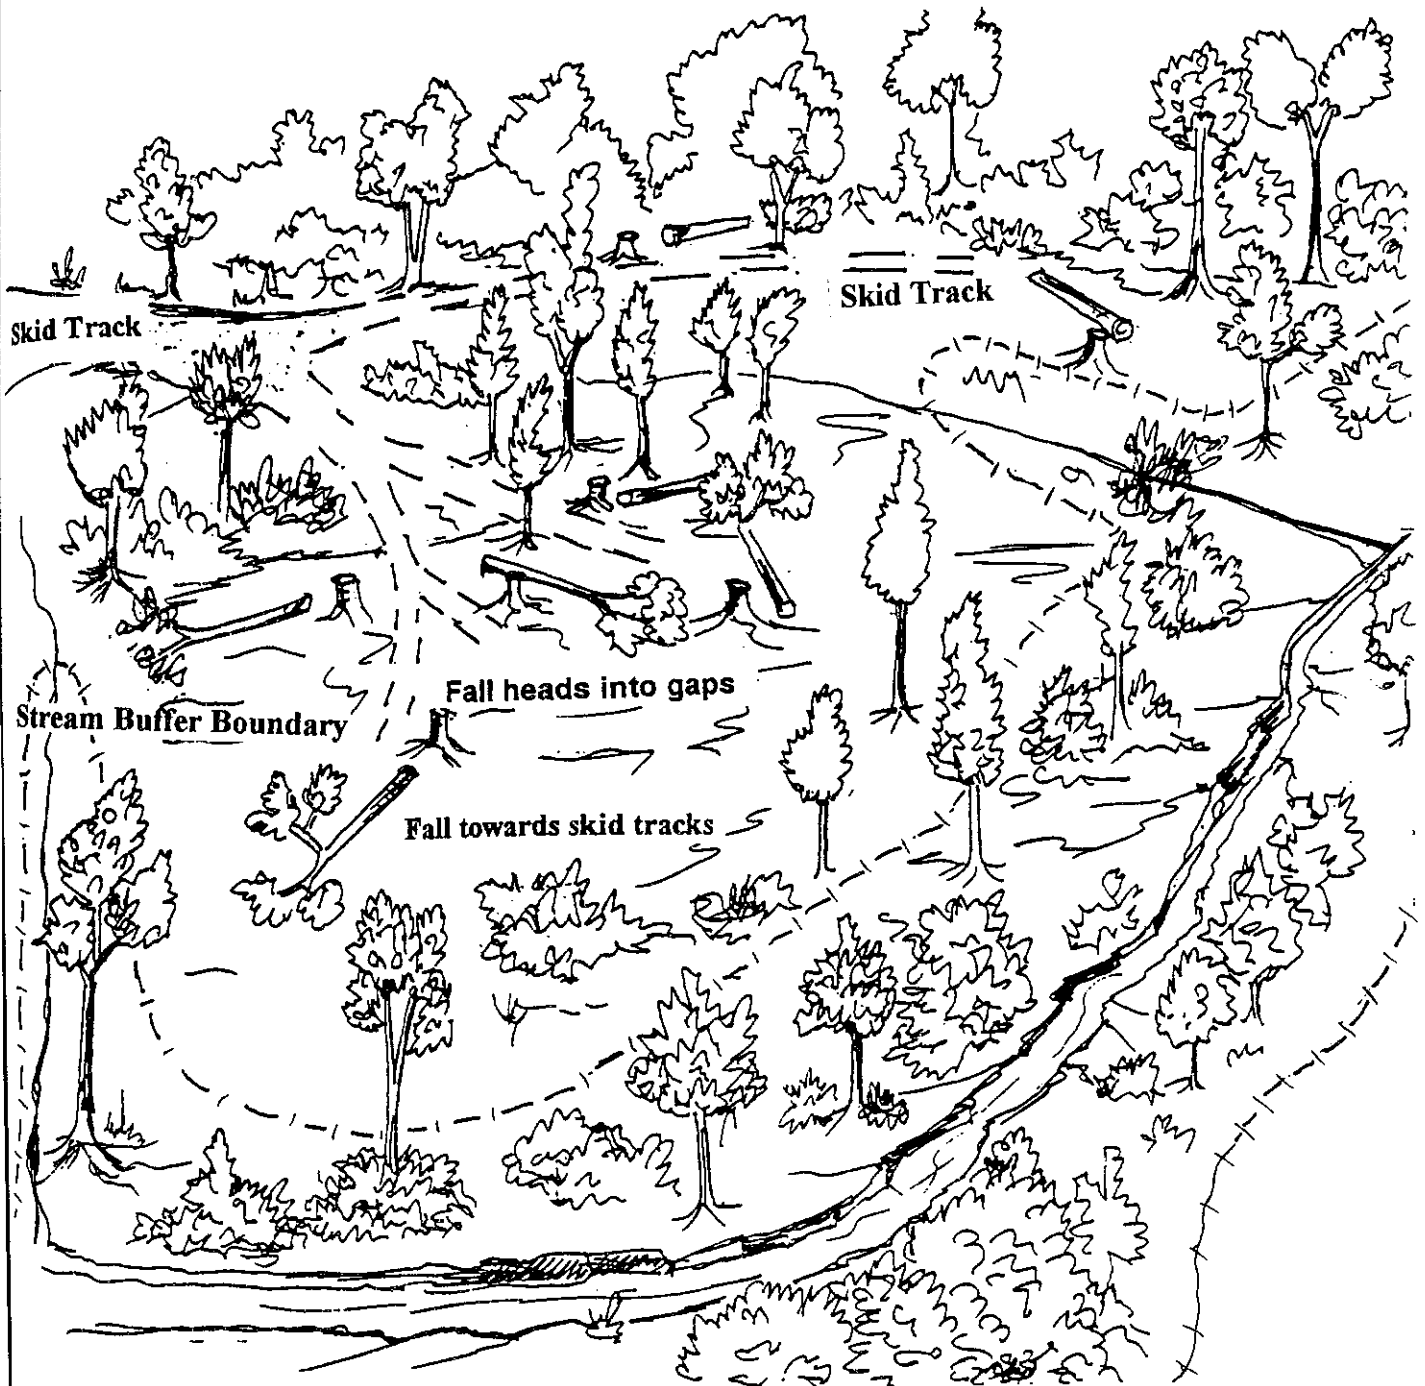 Skid Track
Skid Track
Fall heads into gaps
Stream Buffer Boundary
Fall towards skid tracks